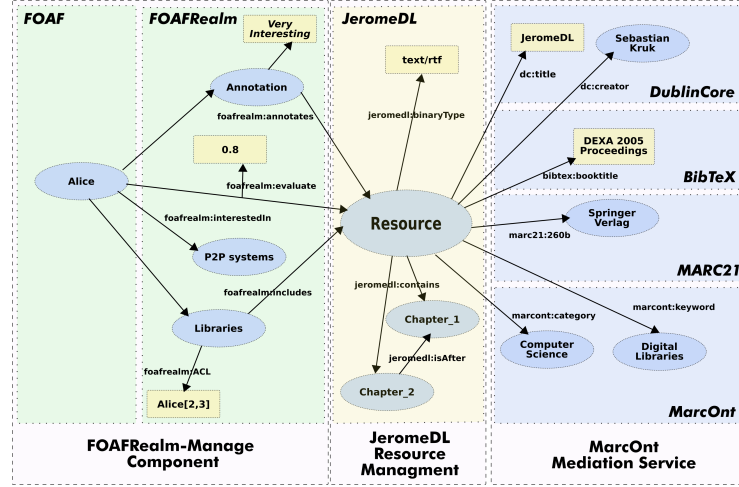 FOAF
FOAFRealm
JeromeDL
Very
Interesting
Annotation
foafrealm:annotates
0.8
Alice
foafrealm:evaluate
foafrealm:interestedIn
P2P systems
foafrealm:includes
Libraries
foafrealm:ACL
Alice[2,3]
text/rtf
jeromedl:binaryType
Resource
jeromedl:contains
Chapter_1
jeromedl:isAfter
Chapter_2
JeromeDL
Sebastian
Kruk
dc:title
dc:creator
DublinCore
DEXA 2005
Proceedings
bibtex:booktitle
BibTeX
Springer
Verlag
marc21:260b
MARC21
marcont:keyword
marcont:category
Computer
Science
Digital
Libraries
MarcOnt
FOAFRealm-Manage
Component
JeromeDL
Resource
Managment
MarcOnt
Mediation Service